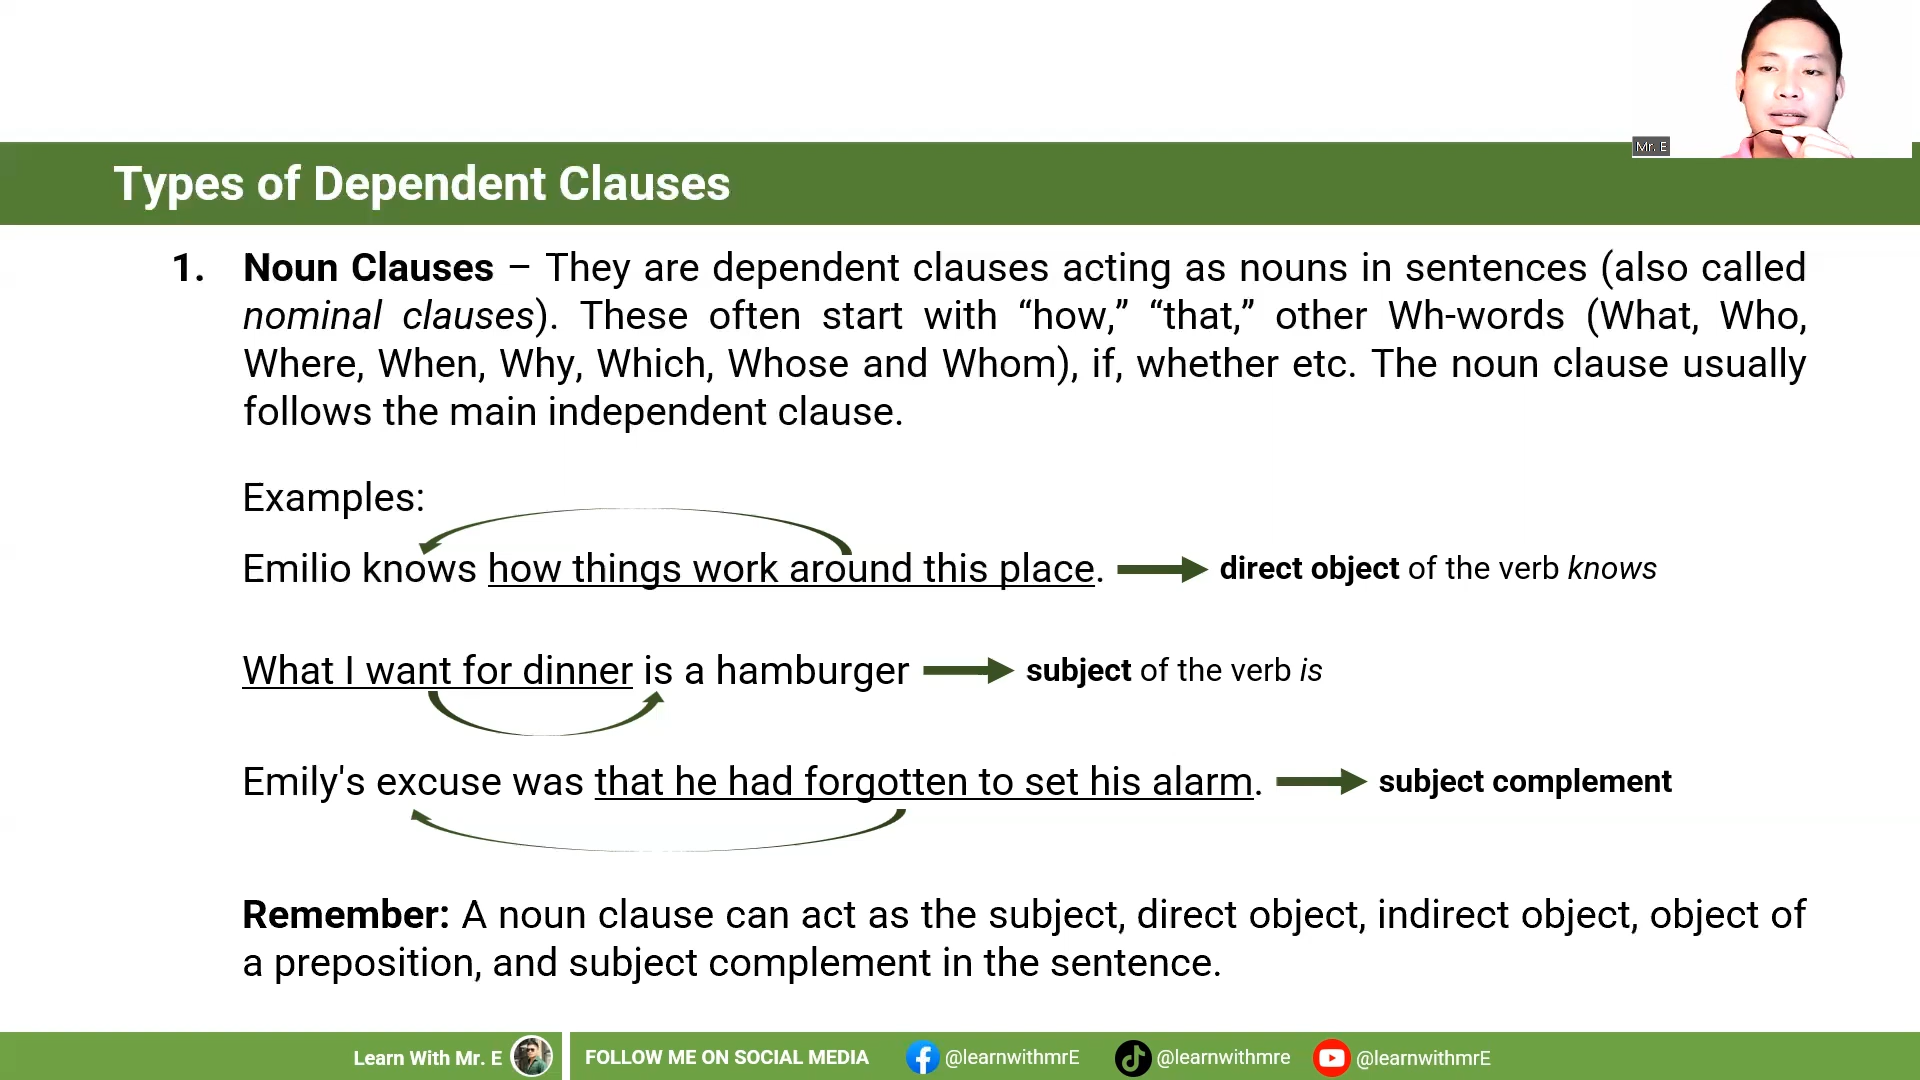 Mr. E
Types of Dependent Clauses
1. Noun Clauses – They are dependent clauses acting as nouns in sentences (also called
nominal clauses). These often start with “how,” “that,” other Wh-words (What, Who,
Where, When, Why, Which, Whose and Whom), if, whether etc. The noun clause usually
follows the main independent clause.
Examples:
Emilio knows how things work around this place. direct object of the verb knows
What I want for dinner is a hamburger subject of the verb is
Emily's excuse was that he had forgotten to set his alarm. subject complement
Remember: A noun clause can act as the subject, direct object, indirect object, object of
a preposition, and subject complement in the sentence.
Learn With Mr. E FOLLOW ME ON SOCIAL MEDIA @learnwithmrE @learnwithmre @learnwithmrE